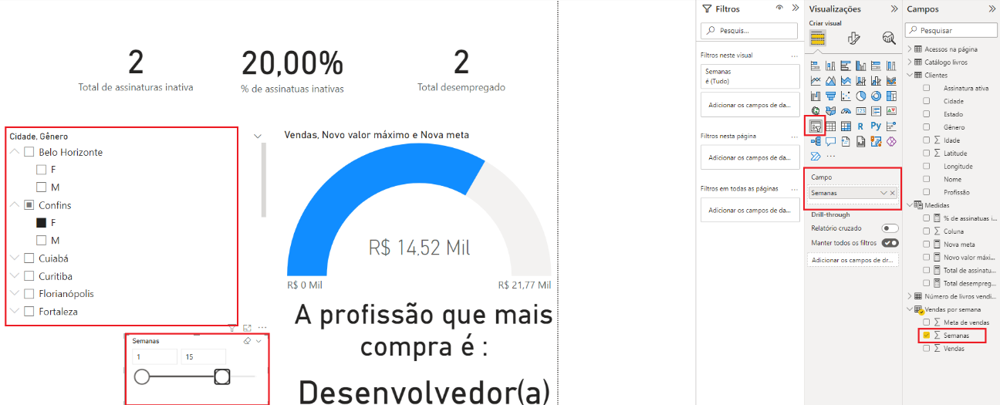 2
Total de assinaturas inativa
20,00%
% de assinatuas inativas
2
Total desempregado
Cidade, Gênero
Belo Horizonte
F
M
Confins
F
M
Cuiabá
Curitiba
Florianópolis
Fortaleza
Semanas
1 15
Vendas, Novo valor máximo e Nova meta
R$ 14,52 Mil
R$ 0 Mil R$ 21,77 Mil
A profissão que mais
compra é :
Desenvolvedor(a)
Filtros
Pesquis...
Filtros neste visual ...
Semanas
é (Tudo)
Adicionar os campos de da...
Filtros nesta página ...
Adicionar os campos de da...
Filtros em todas as páginas ...
Adicionar os campos de da...
Visualizações
Criar visual
123
R Py
...
Campo
Semanas
Drill-through
Relatório cruzado
Manter todos os filtros
Adicionar os campos de dr...
Campos
Pesquisar
Acessos na página
Catálogo livros
Clientes
Assinatura ativa
Cidade
Estado
Gênero
∑ Idade
∑ Latitude
Longitude
Nome
Profissão
Medidas
% de assinatuas i...
∑ Coluna
Nova meta
Novo valor máxi...
Total de assinatu...
Total desempreg...
Número de livros vendi...
Vendas por semana
∑ Meta de vendas
∑ Semanas
∑ Vendas